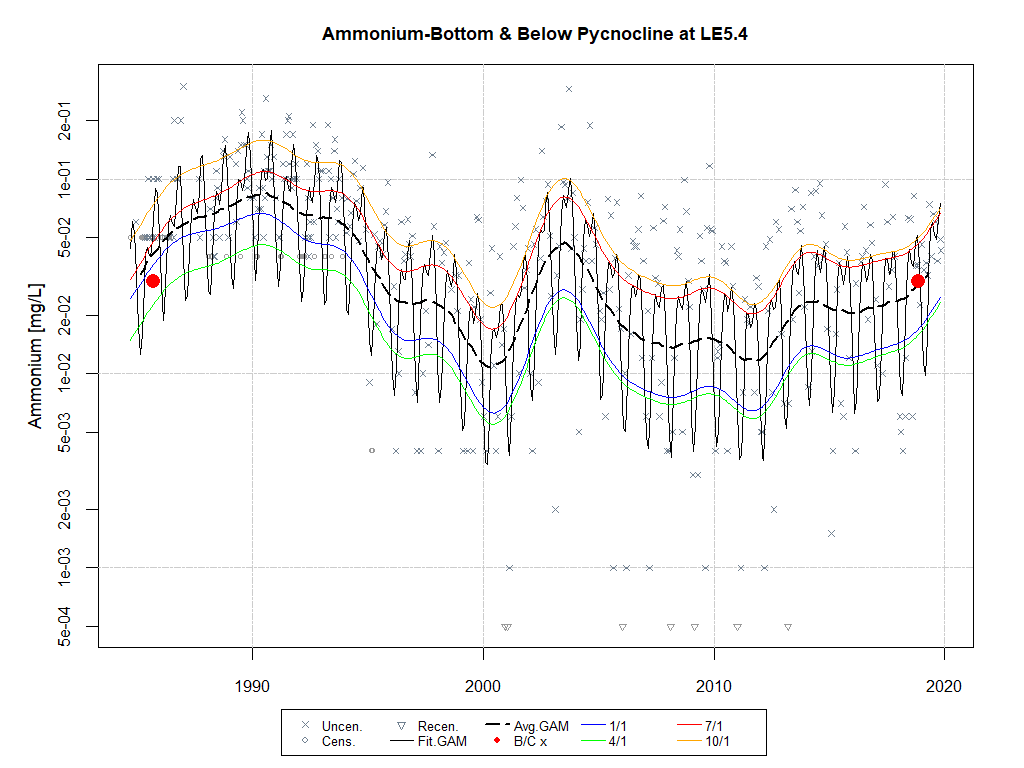 Ammonium-Bottom & Below Pycnocline at LE5.4
Ammonium [mg/L]
2e-01
1e-01
5e-02
2e-02
1e-02
5e-03
2e-03
1e-03
5e-04
1990 2000 2010 2020
Uncen. Recen. Avg.GAM 1/1 7/1
Cens. Fit.GAM B/C x 4/1 10/1